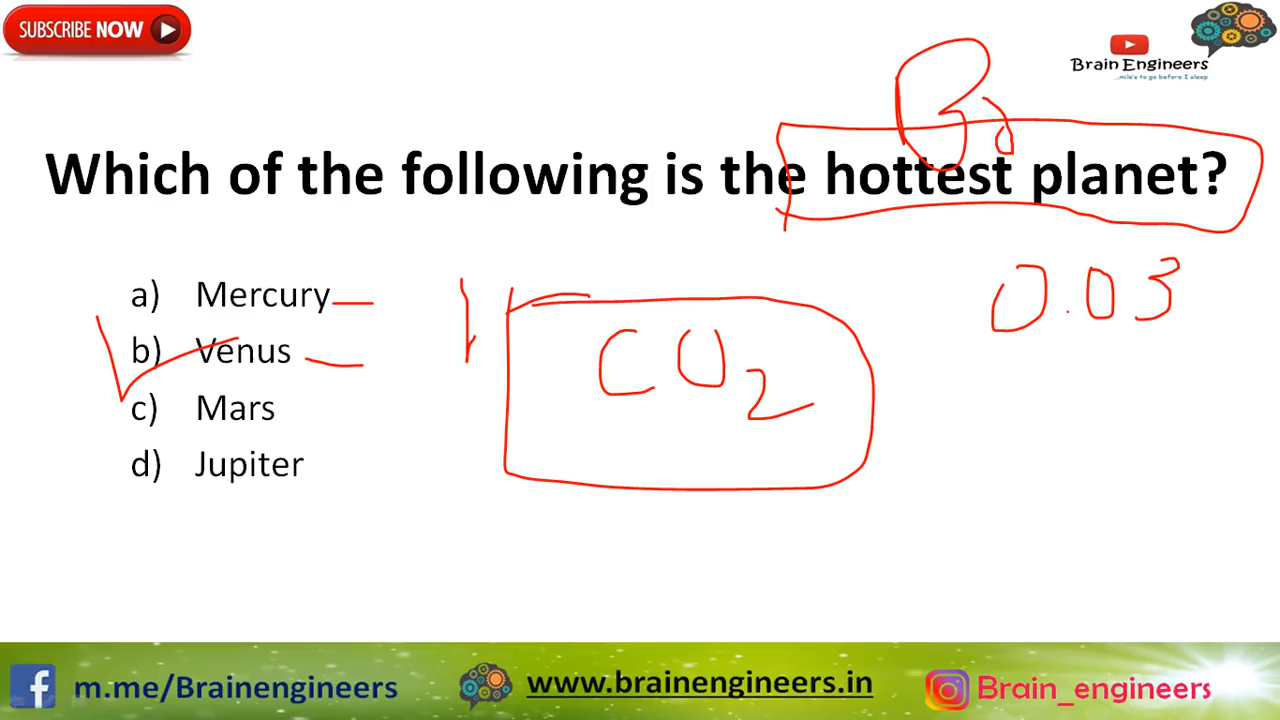 SUBSCRIBE NOW
Brain Engineers
...mile's to go before I sleep
Which of the following is the hottest planet?
0.03
a) Mercury
b) Venus
c) Mars
d) Jupiter
CO2
m.me/Brainengineers
www.brainengineers.in
Brain_engineers